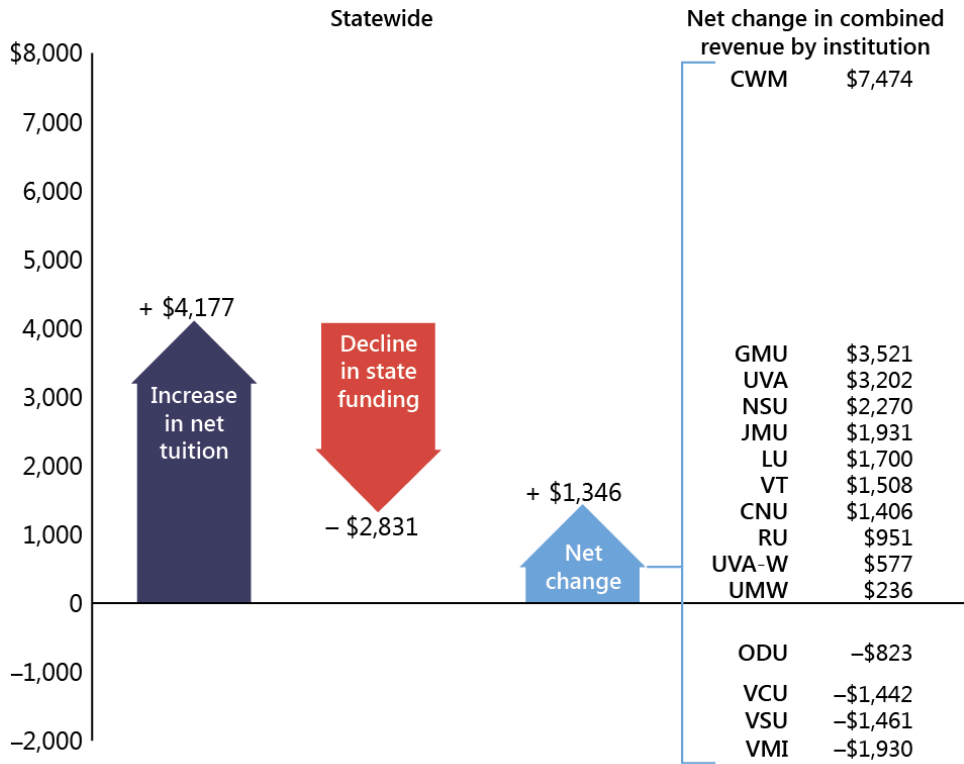 Statewide
Net change in combined
revenue by institution
$8,000
7,000
6,000
5,000
4,000
3,000
2,000
1,000
0
–1,000
–2,000
+ $4,177
Increase
in net
tuition
Decline
in state
funding
– $2,831
+ $1,346
Net
change
CWM $7,474
GMU $3,521
UVA $3,202
NSU $2,270
JMU $1,931
LU $1,700
VT $1,508
CNU $1,406
RU $951
UVA-W $577
UMW $236
ODU –$823
VCU –$1,442
VSU –$1,461
VMI –$1,930